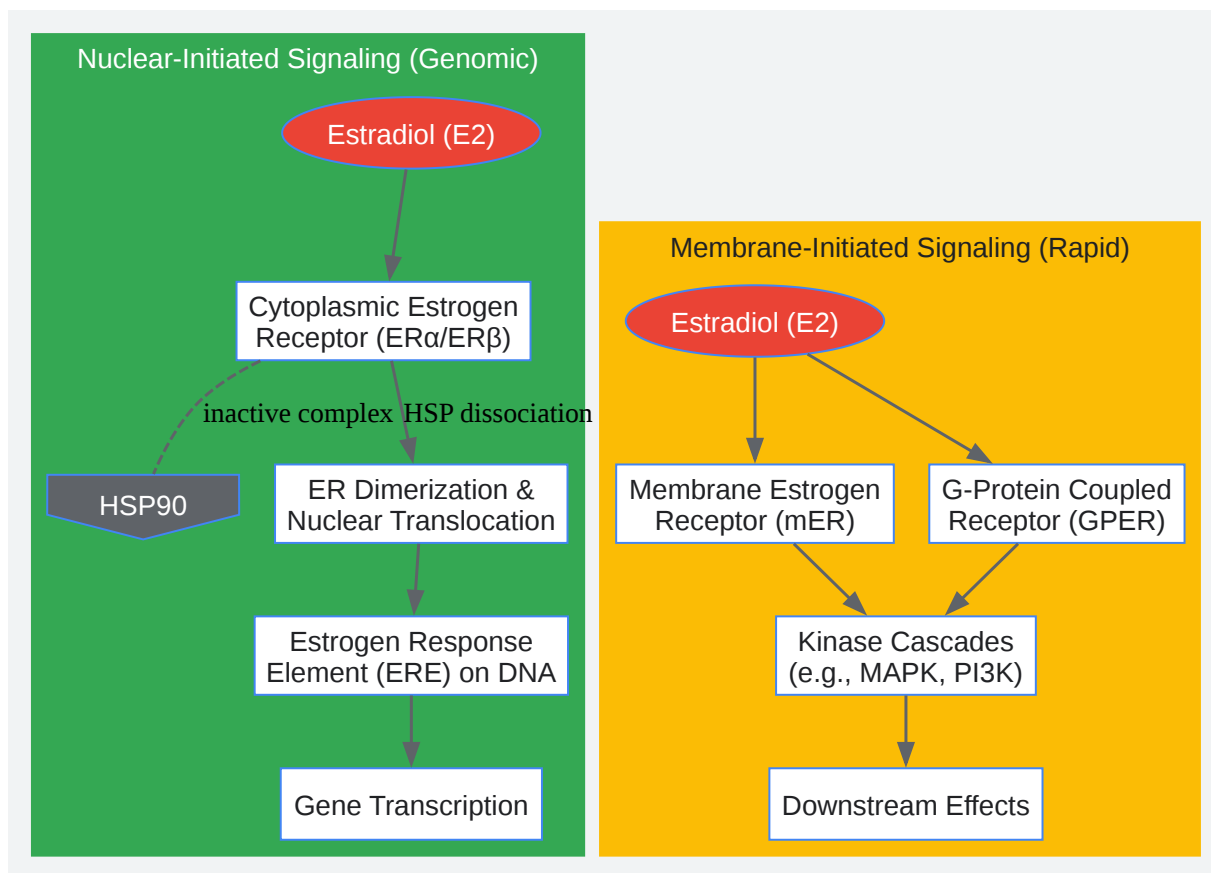 Nuclear-Initiated Signaling (Genomic)
Estradiol (E2)
Cytoplasmic Estrogen
Receptor (ERα/ERβ)
inactive complex
HSP dissociation
HSP90
ER Dimerization &
Nuclear Translocation
Estrogen Response
Element (ERE) on DNA
Gene Transcription
Membrane-Initiated Signaling (Rapid)
Estradiol (E2)
Membrane Estrogen
Receptor (mER)
G-Protein Coupled
Receptor (GPER)
Kinase Cascades
(e.g., MAPK, PI3K)
Downstream Effects